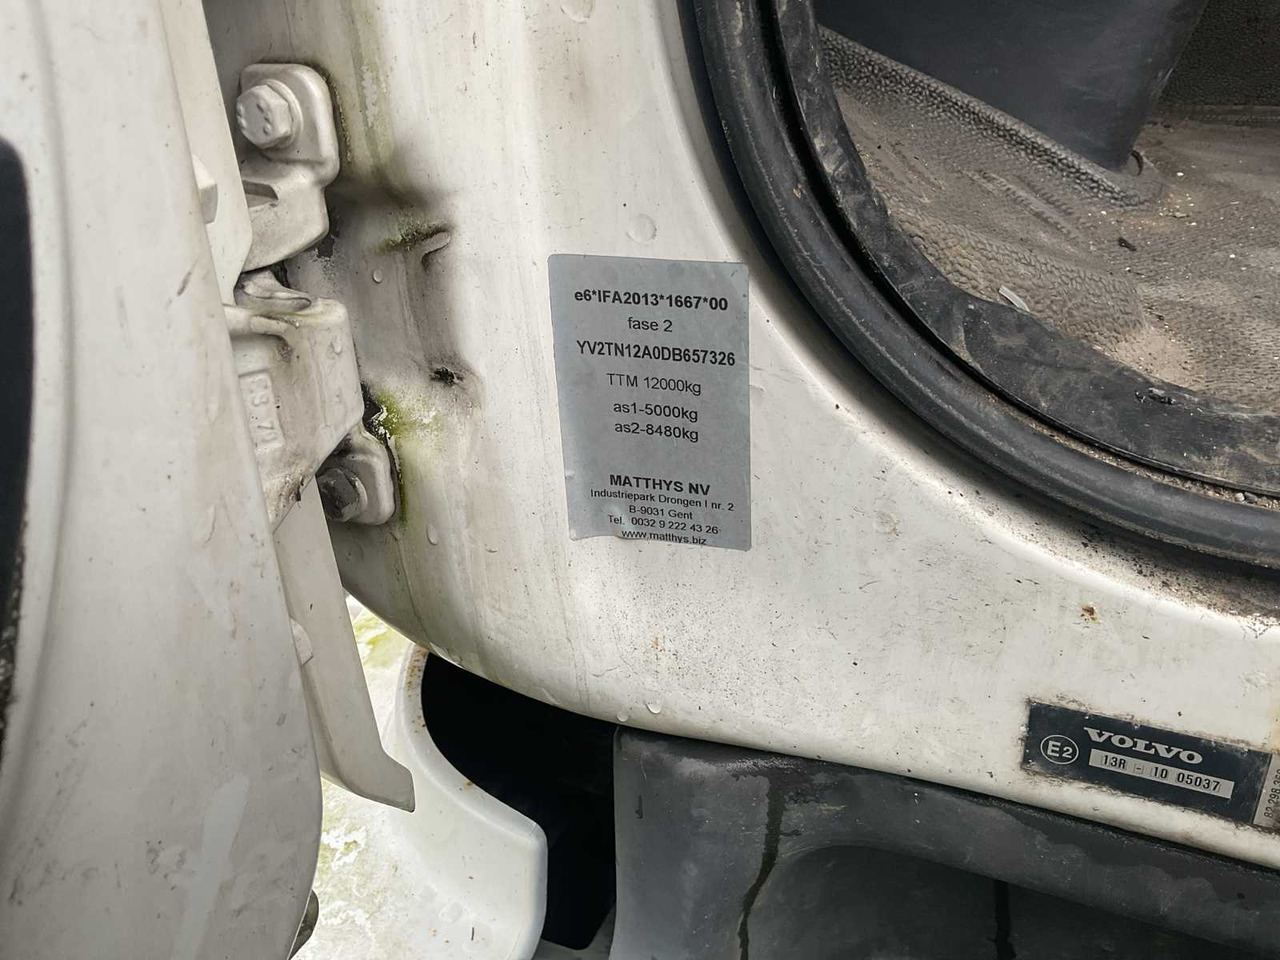 e6*IFA2013*1667*00
fase 2
YV2TN12A0DB657326
TTM 12000kg
as1-5000kg
as2-8480kg
MATTHYS NV
Industriepark Drongen I nr. 2
B-9031 Gent
Tel. 0032 9 222 43 26
www.matthys.biz
VOLVO
E2
13R - 10 05037